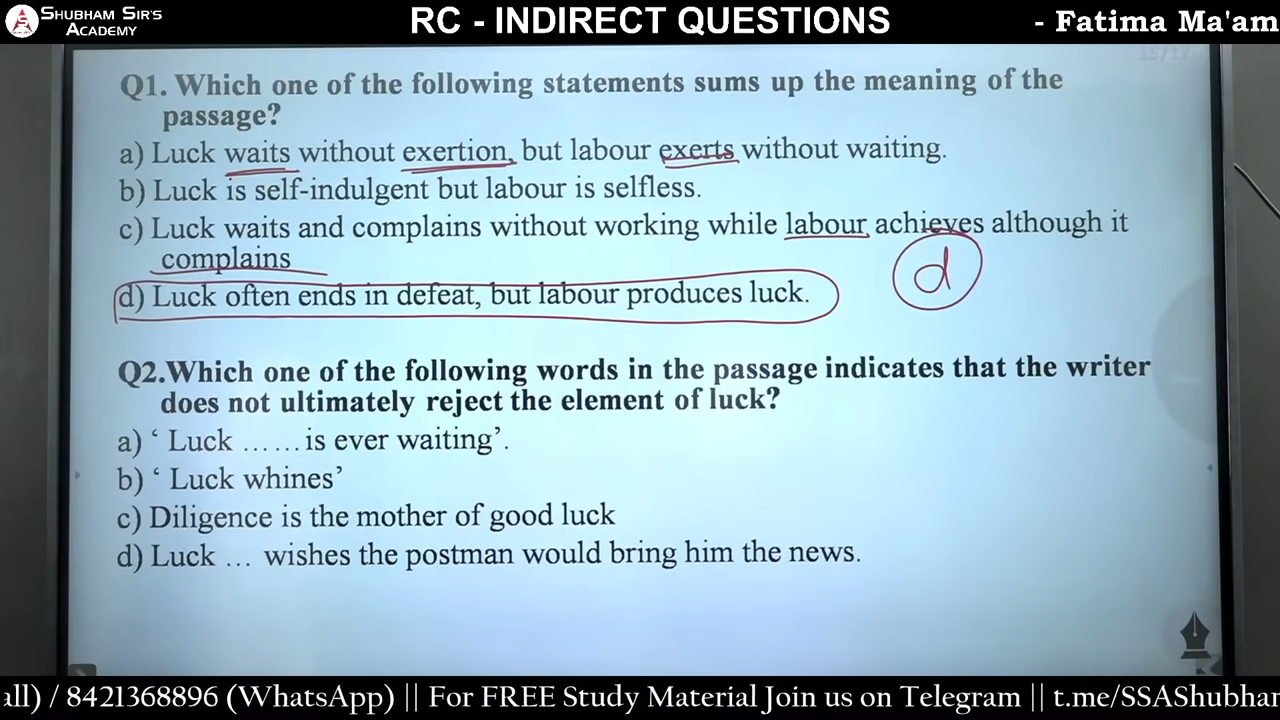 SHUBHAM SIR'S
ACADEMY
RC - INDIRECT QUESTIONS
- Fatima Ma'am
Q1. Which one of the following statements sums up the meaning of the
passage?
a) Luck waits without exertion, but labour exerts without waiting.
b) Luck is self-indulgent but labour is selfless.
c) Luck waits and complains without working while labour achieves although it
complains
d) Luck often ends in defeat, but labour produces luck.
d
Q2.Which one of the following words in the passage indicates that the writer
does not ultimately reject the element of luck?
a) ‘ Luck ......is ever waiting’.
b) ‘ Luck whines’
c) Diligence is the mother of good luck
d) Luck ... wishes the postman would bring him the news.
all) / 8421368896 (WhatsApp) || For FREE Study Material Join us on Telegram || t.me/SSAShubhar